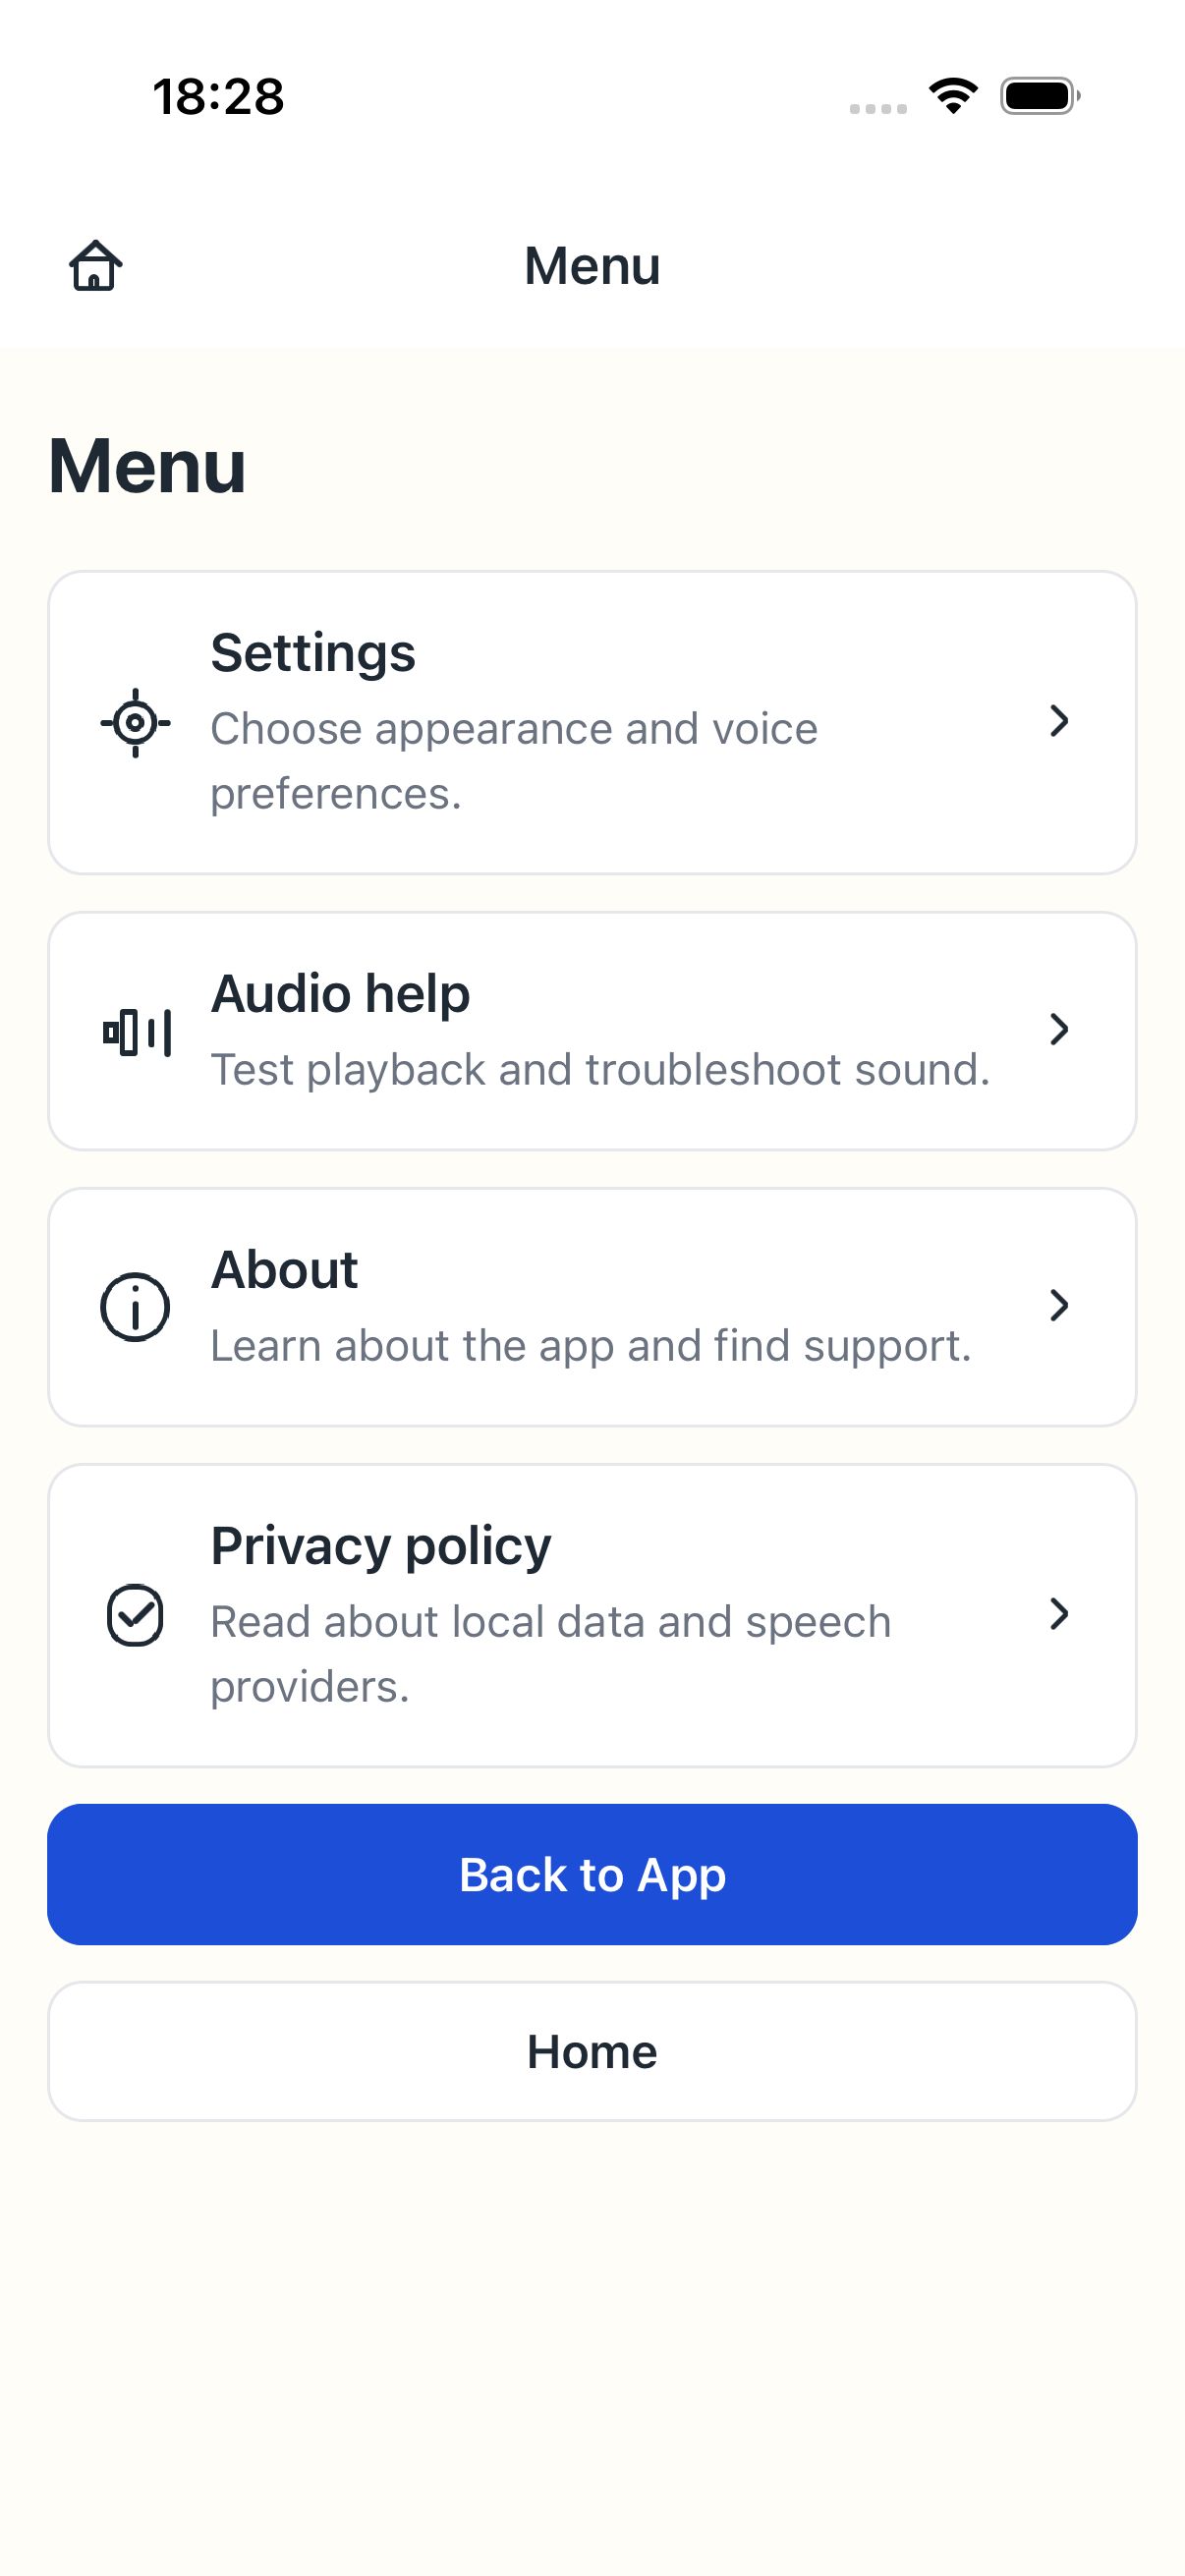 18:28
Menu
Menu
Settings
Choose appearance and voice
preferences.
Audio help
Test playback and troubleshoot sound.
About
Learn about the app and find support.
Privacy policy
Read about local data and speech
providers.
Back to App
Home